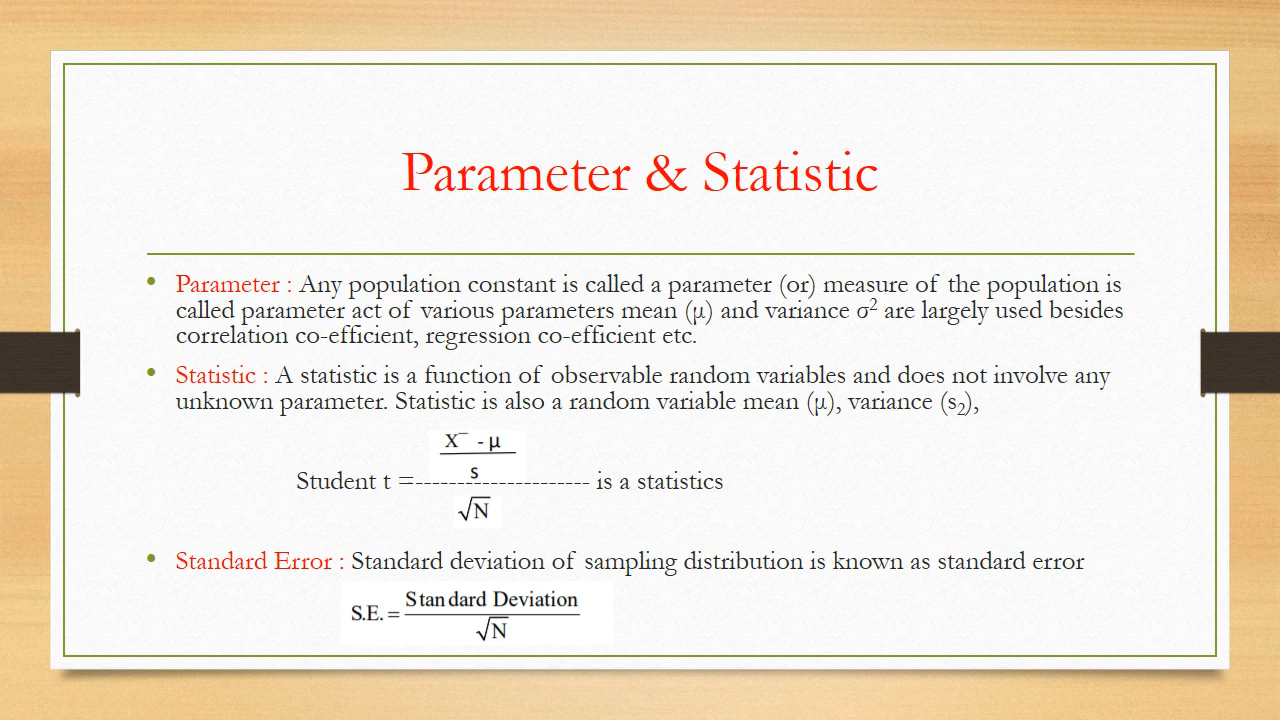 Parameter & Statistic
• Parameter : Any population constant is called a parameter (or) measure of the population is
called parameter act of various parameters mean (μ) and variance σ² are largely used besides
correlation co-efficient, regression co-efficient etc.
• Statistic : A statistic is a function of observable random variables and does not involve any
unknown parameter. Statistic is also a random variable mean (μ), variance (s₂),
X‾ - μ
s
Student t =--------------------- is a statistics
√N
• Standard Error : Standard deviation of sampling distribution is known as standard error
Standard Deviation
S.E. =
√N